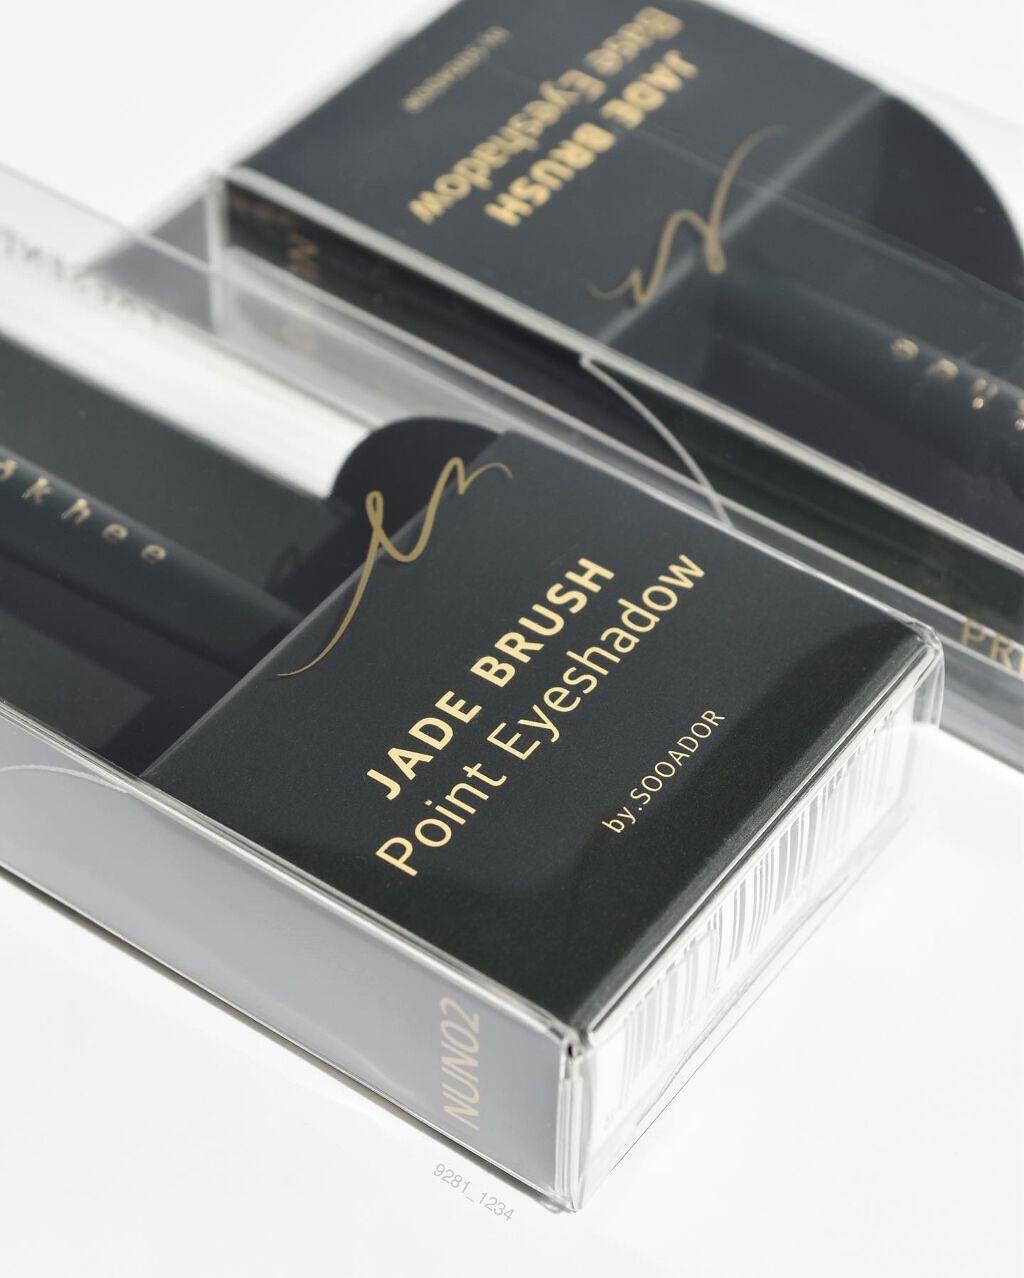 JADE BRUSH
Base Eyeshadow
JADE BRUSH
Point Eyeshadow
by.SOOADOR
NUNO2
9281_1234